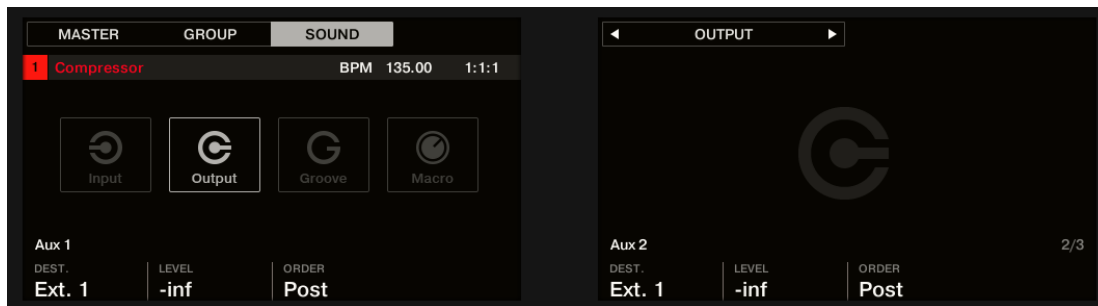 MASTER GROUP SOUND
1 Compressor BPM 135.00 1:1:1
Input Output Groove Macro
Aux 1
DEST. LEVEL ORDER
Ext. 1 -inf Post
◀ OUTPUT ▶
Aux 2 2/3
DEST. LEVEL ORDER
Ext. 1 -inf Post